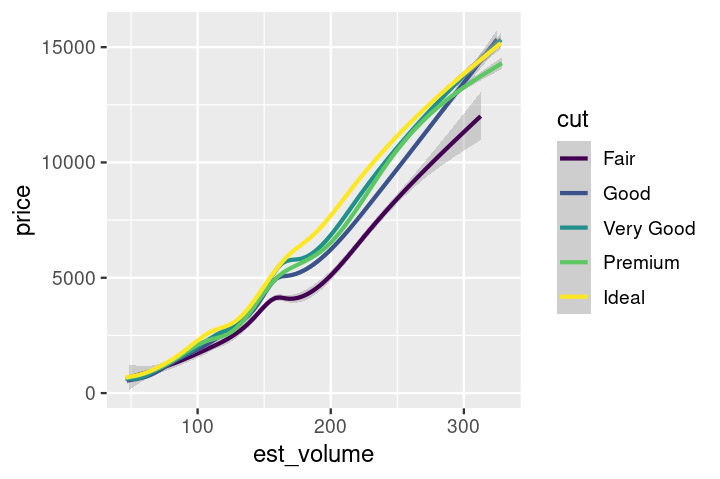 15000
10000
5000
0
price
100
200
300
est_volume
cut
Fair
Good
Very Good
Premium
Ideal